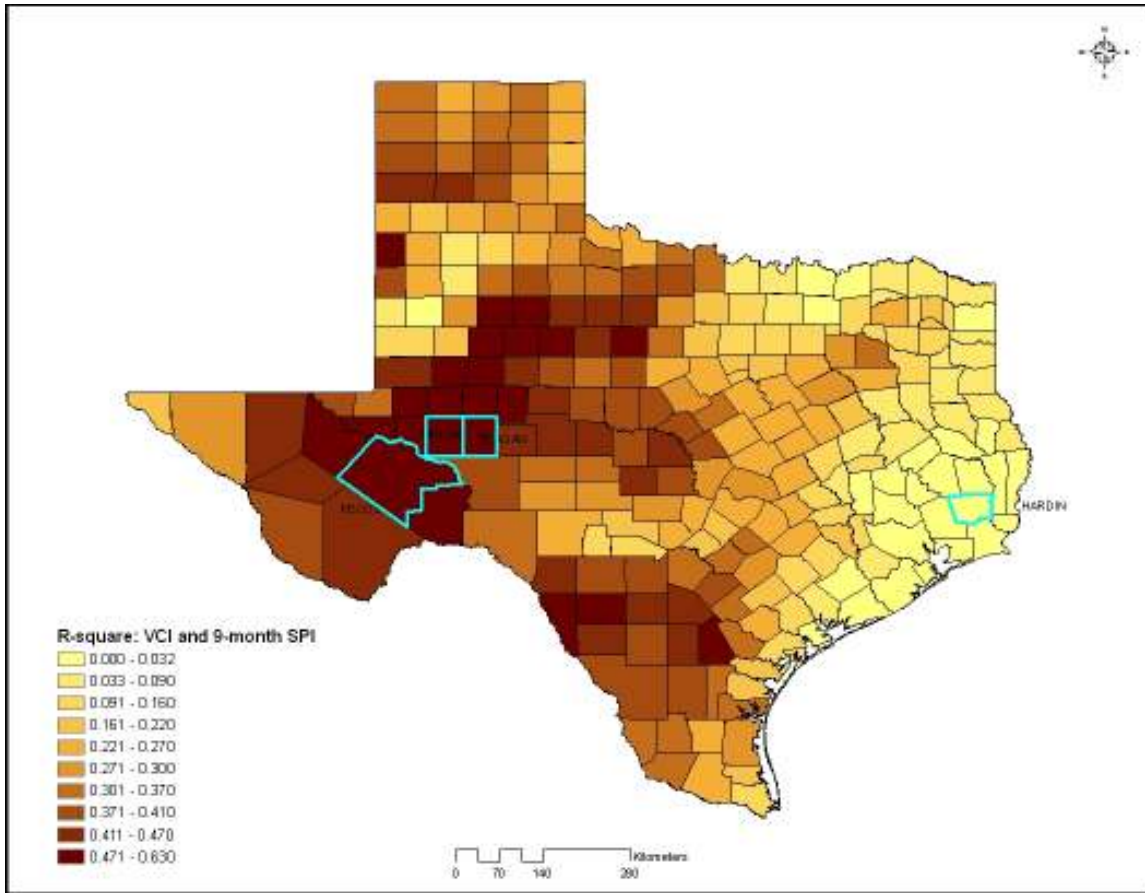 HARDIN
R-square: VCI and 9-month SPI
0.000 - 0.032
0.033 - 0.090
0.091 - 0.160
0.161 - 0.220
0.221 - 0.270
0.271 - 0.300
0.301 - 0.370
0.371 - 0.410
0.411 - 0.470
0.471 - 0.630
Kilometers
0 70 140 280